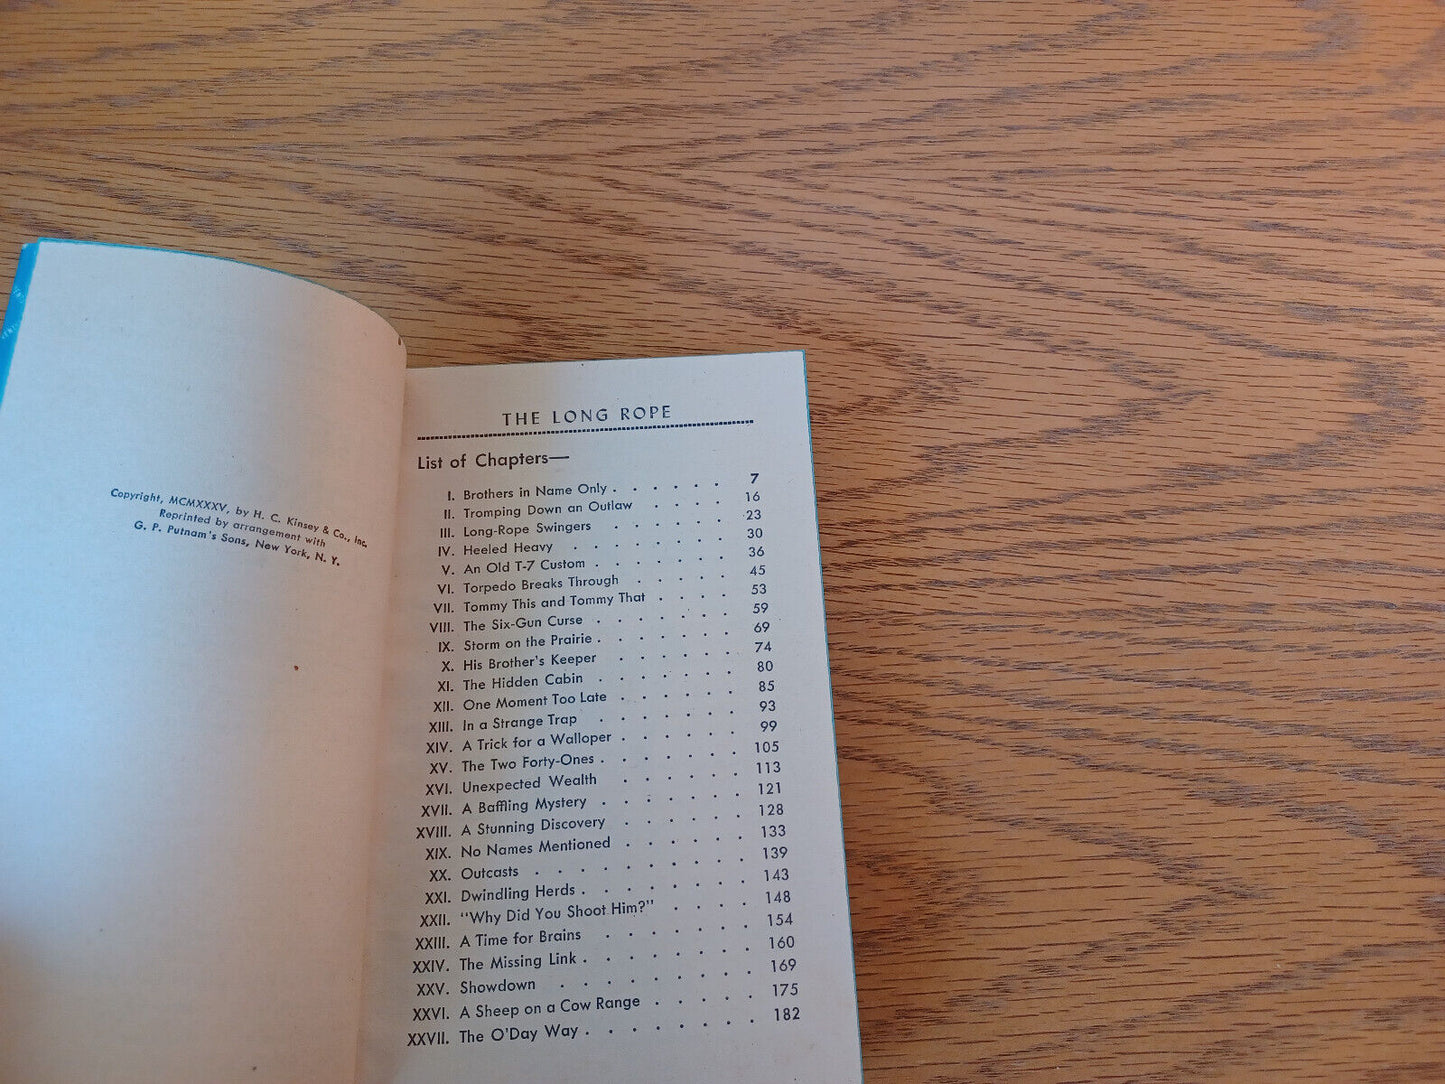 Copyright, MCMXXXV, by H. C. Kinsey & Co., Inc.
Reprinted by arrangement with
G. P. Putnam's Sons, New York, N. Y.
THE LONG ROPE
List of Chapters—
I. Brothers in Name Only . . . . . . 7
II. Tromping Down an Outlaw . . . . 16
III. Long-Rope Swingers . . . . . . 23
IV. Heeled Heavy . . . . . . . 30
V. An Old T-7 Custom . . . . . . . 36
VI. Torpedo Breaks Through . . . . . 45
VII. Tommy This and Tommy That . . . . 53
VIII. The Six-Gun Curse . . . . . . 59
IX. Storm on the Prairie . . . . . . . 69
X. His Brother's Keeper . . . . . . 74
XI. The Hidden Cabin . . . . . . . 80
XII. One Moment Too Late . . . . . . 85
XIII. In a Strange Trap . . . . . . . 93
XIV. A Trick for a Walloper . . . . . . 99
XV. The Two Forty-Ones . . . . . . . 105
XVI. Unexpected Wealth . . . . . . 113
XVII. A Baffling Mystery . . . . . . . 121
XVIII. A Stunning Discovery . . . . . . 128
XIX. No Names Mentioned . . . . . . 133
XX. Outcasts . . . . . . . . . 139
XXI. Dwindling Herds . . . . . . . . 143
XXII. "Why Did You Shoot Him?" . . . . 148
XXIII. A Time for Brains . . . . . . . 154
XXIV. The Missing Link . . . . . . . . 160
XXV. Showdown . . . . . . . . 169
XXVI. A Sheep on a Cow Range . . . . . 175
XXVII. The O'Day Way . . . . . . . . 182